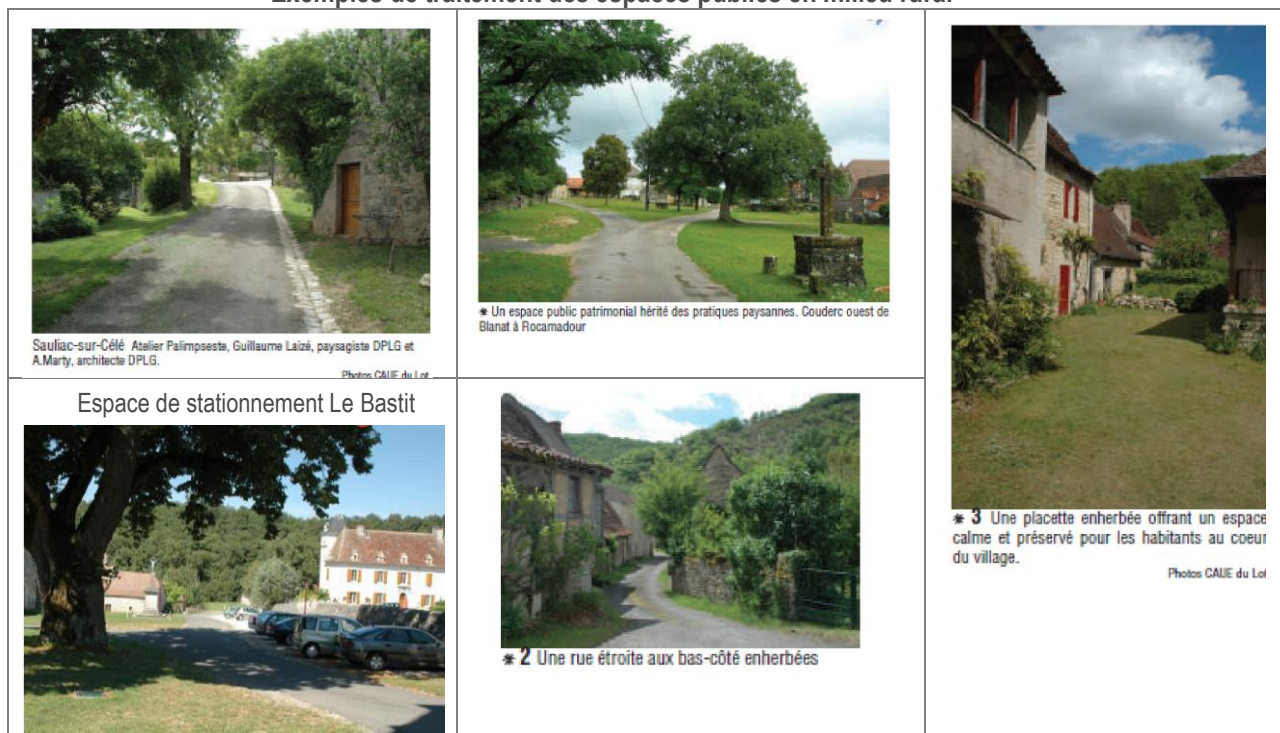 Exemples de traitement des espaces publics en milieu rural
Sauliac-sur-Célé Atelier Palimpseste, Guillaume Laizé, paysagiste DPLG et
A.Marty, architecte DPLG.
Photos CAUE du Lot
✷ Un espace public patrimonial hérité des pratiques paysannes. Couderc ouest de
Blanat à Rocamadour
✷ 3 Une placette enherbée offrant un espace
calme et préservé pour les habitants au coeur
du village.
Photos CAUE du Lot
Espace de stationnement Le Bastit
✷ 2 Une rue étroite aux bas-côté enherbées